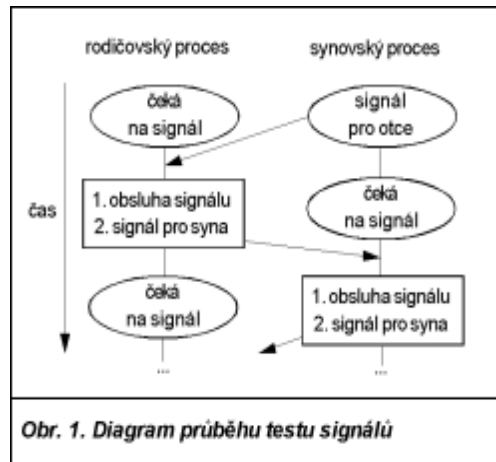 rodičovský proces
synovský proces
čeká
na signál
signál
pro otce
čas
1. obsluha signálu
2. signál pro syna
čeká
na signál
čeká
na signál
1. obsluha signálu
2. signál pro syna
...
...
Obr. 1. Diagram průběhu testu signálů